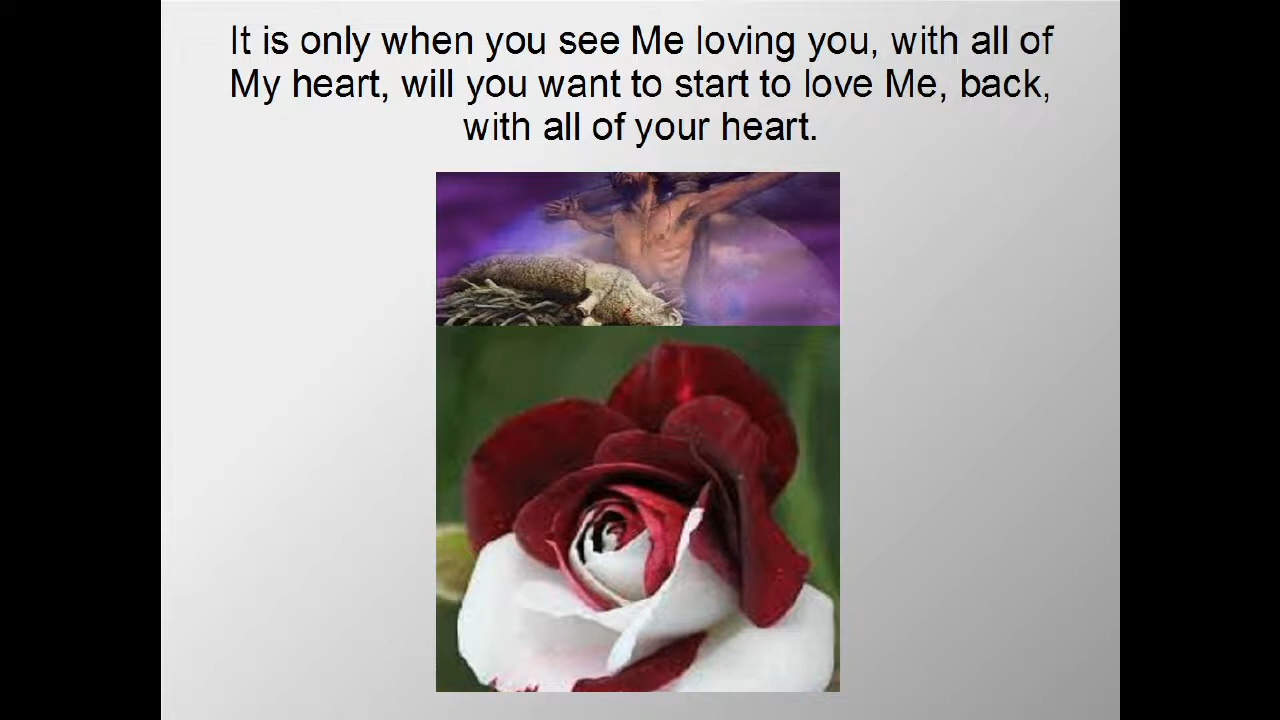 It is only when you see Me loving you, with all of
My heart, will you want to start to love Me, back,
with all of your heart.